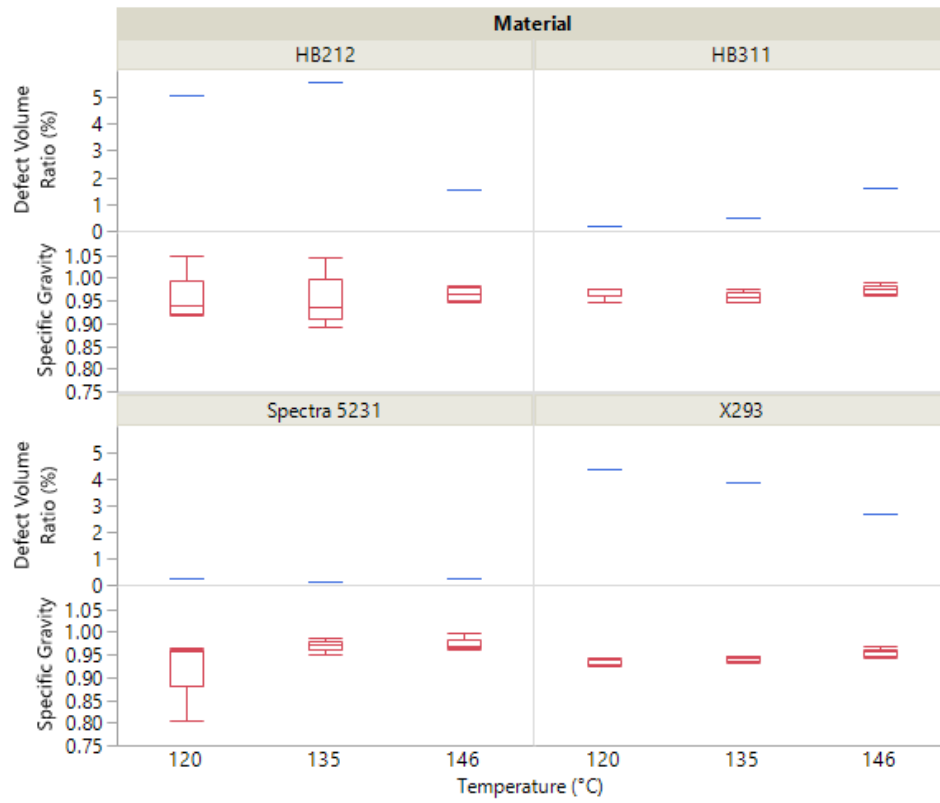 Material
HB212
HB311
Defect Volume
Ratio (%)
5
4
3
2
1
0
Specific Gravity
1.05
1.00
0.95
0.90
0.85
0.80
0.75
Spectra 5231
X293
Defect Volume
Ratio (%)
5
4
3
2
1
0
Specific Gravity
1.05
1.00
0.95
0.90
0.85
0.80
0.75
120 135 146 120 135 146
Temperature (°C)